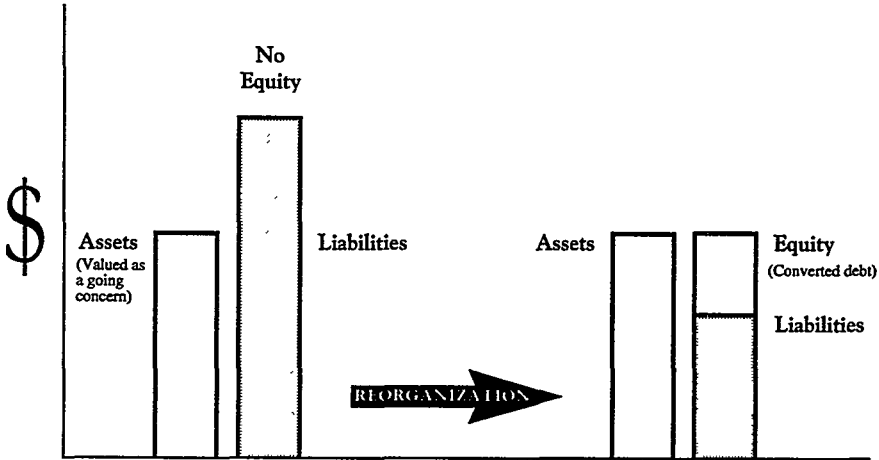 No
Equity
$
Assets
(Valued as
a going
concern)
Liabilities
REORGANIZATION
Assets
Equity
(Converted debt)
Liabilities